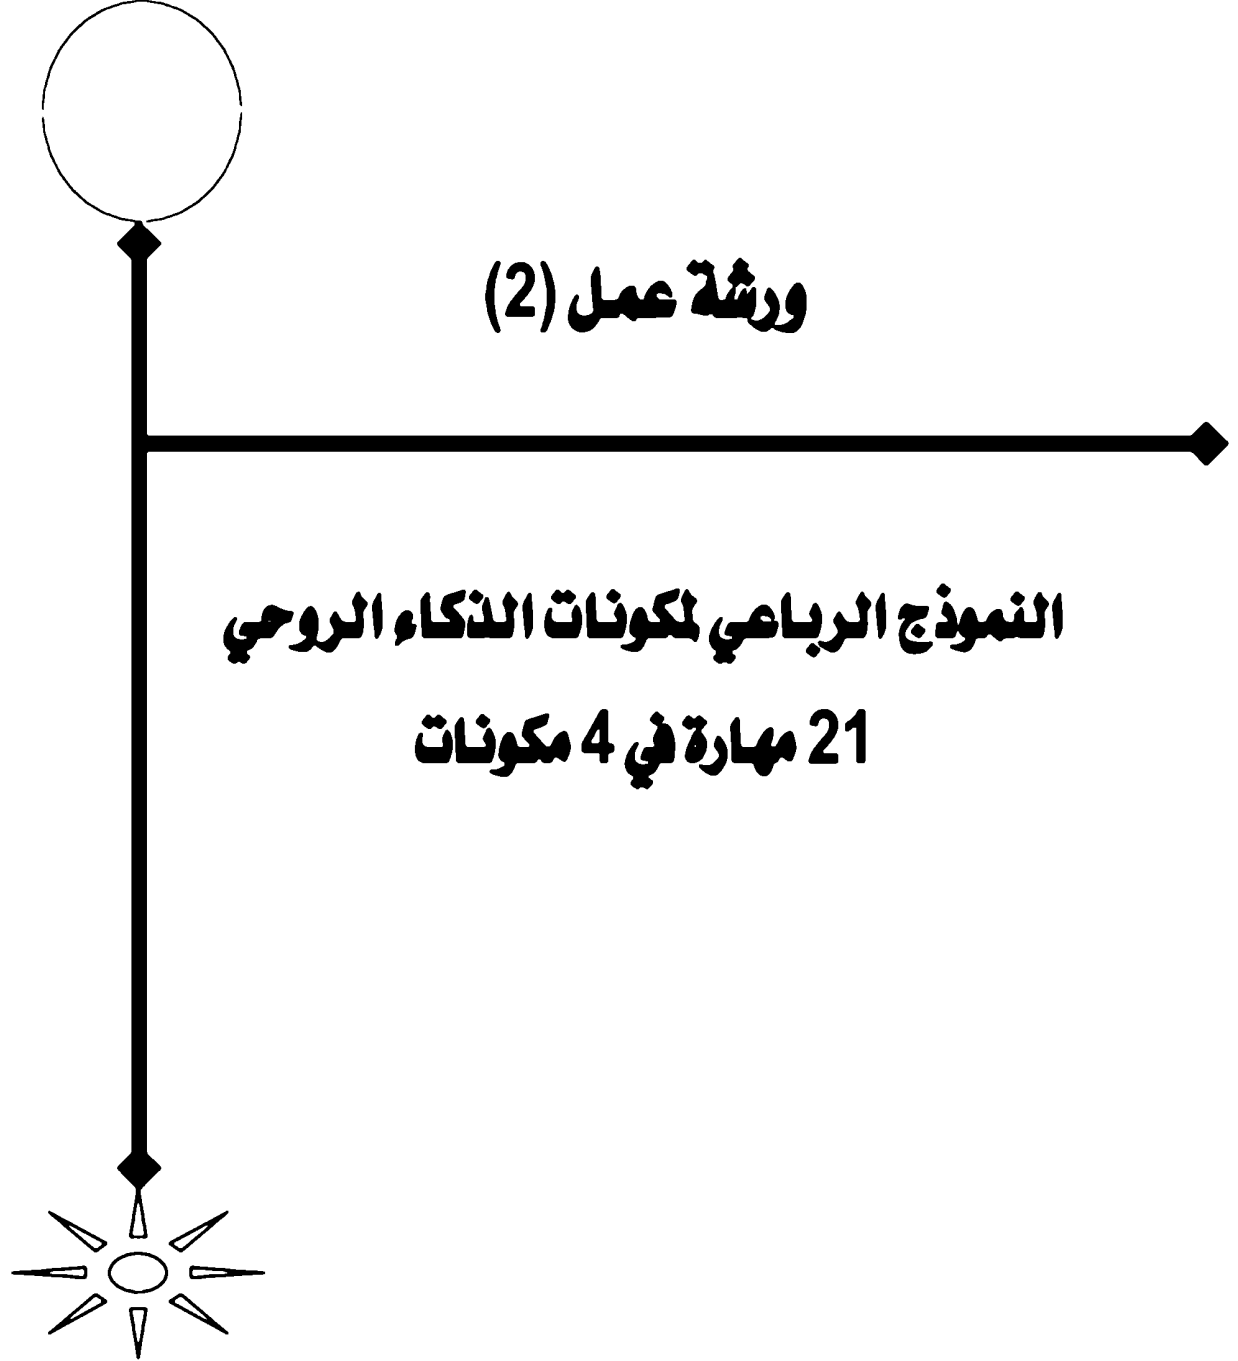 ورشة عمل (2)
النموذج الرباعي لمكونات الذكاء الروحي
21 مهارة في 4 مكونات